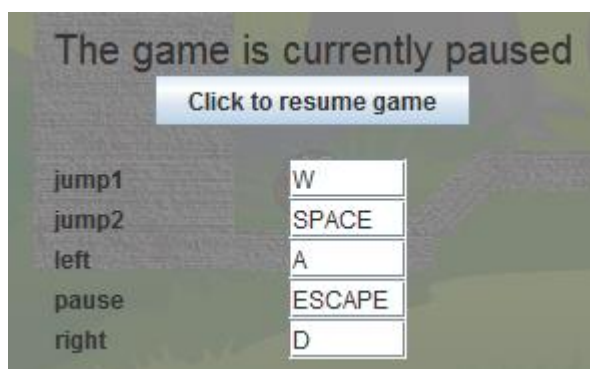 The game is currently paused
Click to resume game
jump1 W
jump2 SPACE
left A
pause ESCAPE
right D